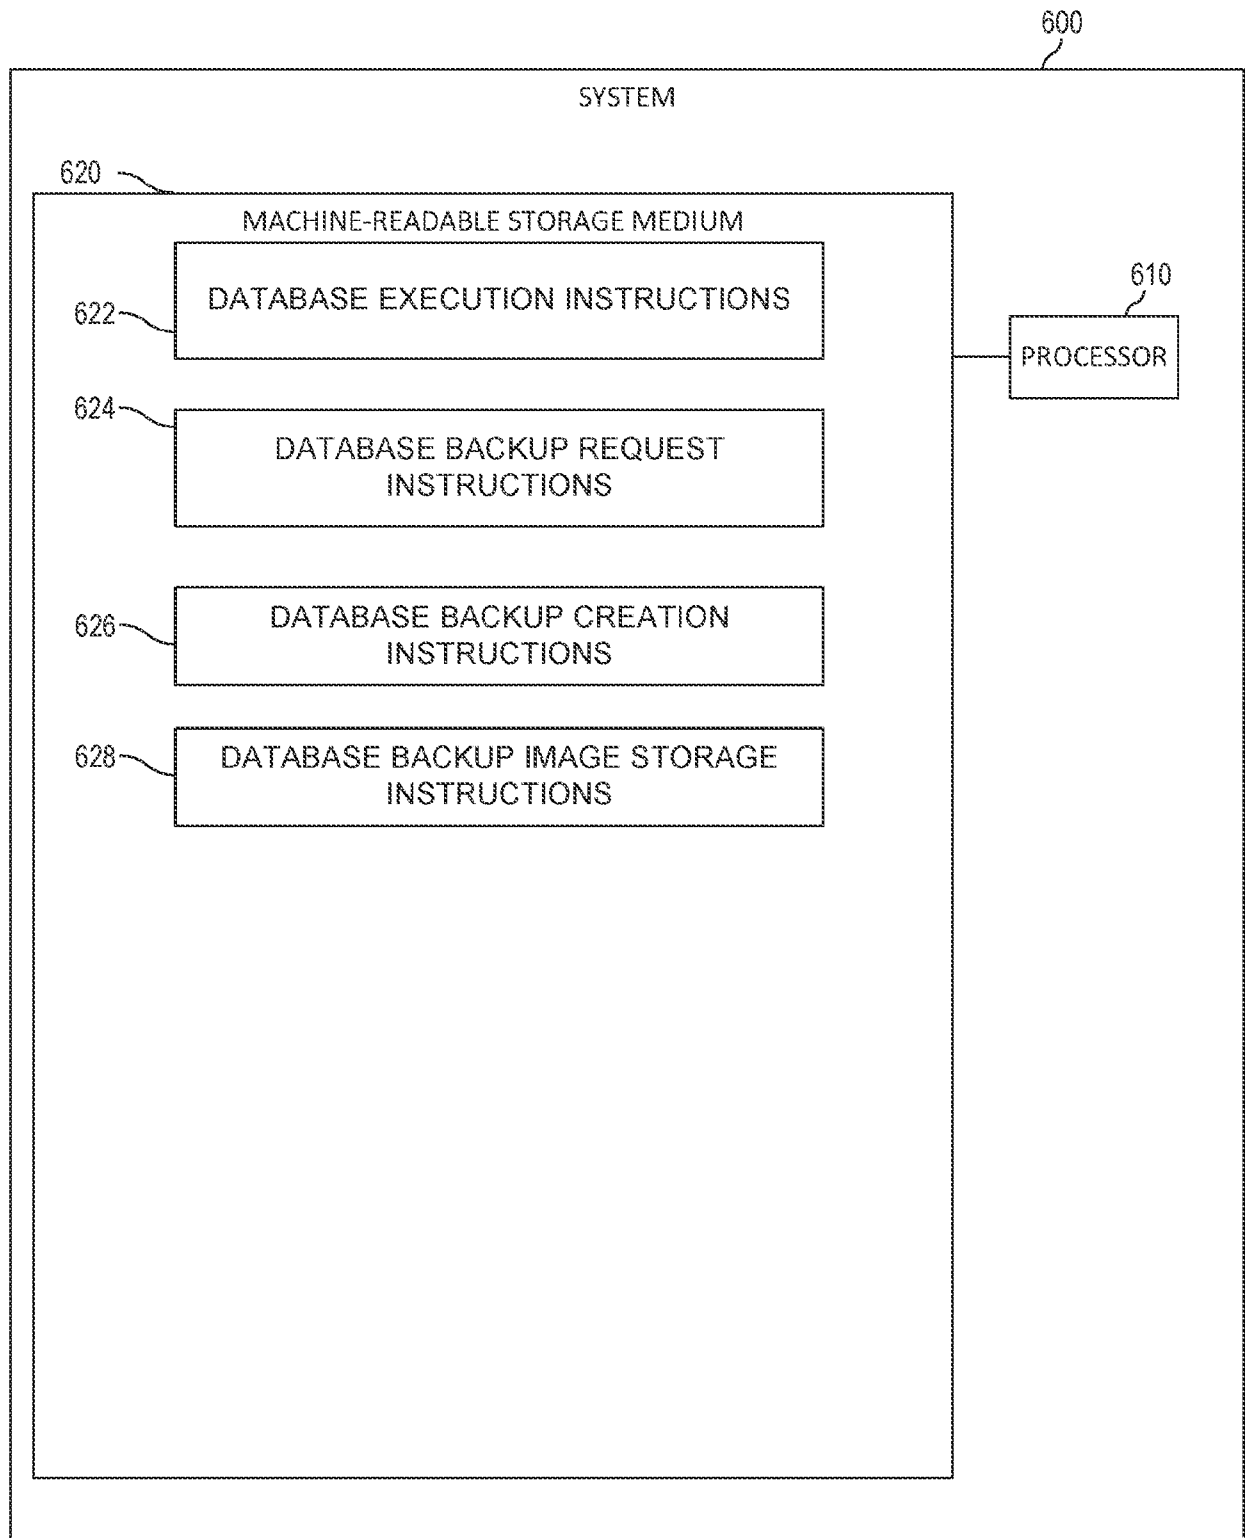 600
SYSTEM
620
MACHINE-READABLE STORAGE MEDIUM
DATABASE EXECUTION INSTRUCTIONS
622
610
PROCESSOR
624
DATABASE BACKUP REQUEST
INSTRUCTIONS
626
DATABASE BACKUP CREATION
INSTRUCTIONS
628
DATABASE BACKUP IMAGE STORAGE
INSTRUCTIONS